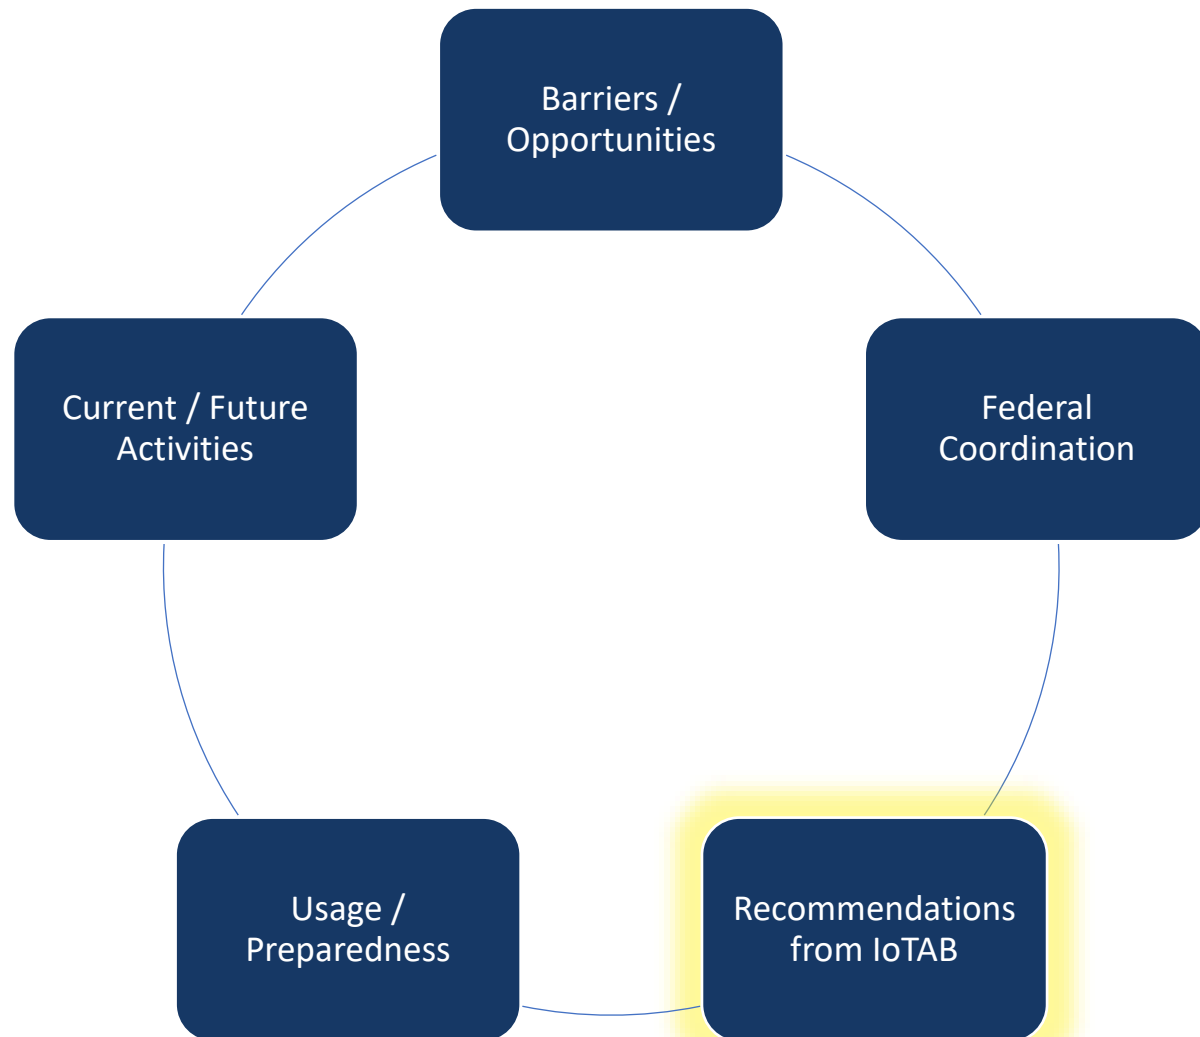 Barriers /
Opportunities
Current / Future
Activities
Federal
Coordination
Usage /
Preparedness
Recommendations
from IoTAB